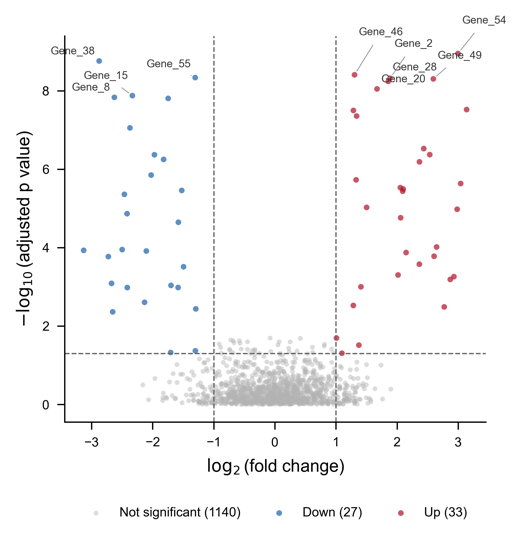 Gene_54
Gene_46
Gene_2
Gene_38
Gene_49
Gene_55
Gene_28
Gene_15
Gene_20
Gene_8
8
6
4
2
0
−log10 (adjusted p value)
−3 −2 −1 0 1 2 3
log2 (fold change)
Not significant (1140) Down (27) Up (33)